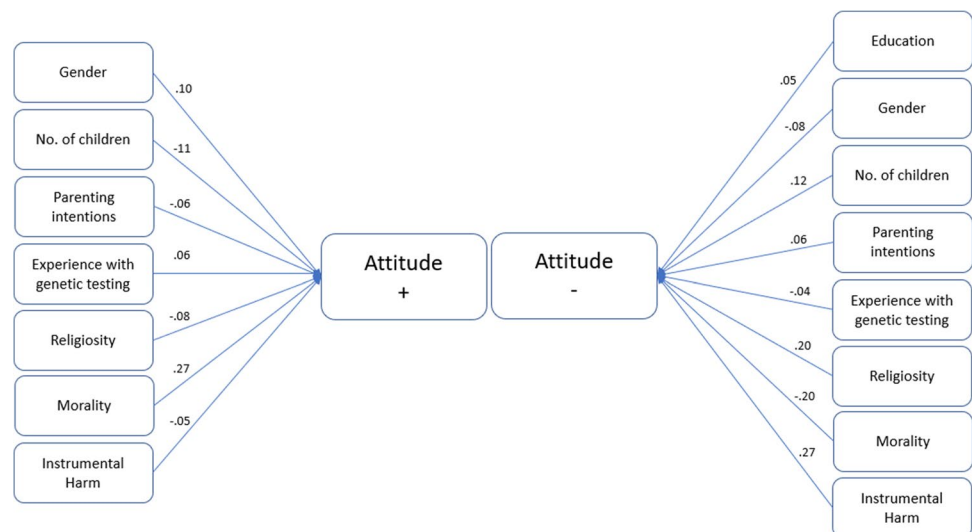 Gender
.10
No. of children
-11
Parenting
intentions
-.06
Experience with
genetic testing
.06
Religiosity
-.08
Morality
.27
Instrumental
Harm
-.05
Attitude
+
Attitude
-
Education
.05
Gender
-.08
No. of children
.12
Parenting
intentions
.06
Experience with
genetic testing
-.04
Religiosity
.20
Morality
-.20
Instrumental
Harm
.27